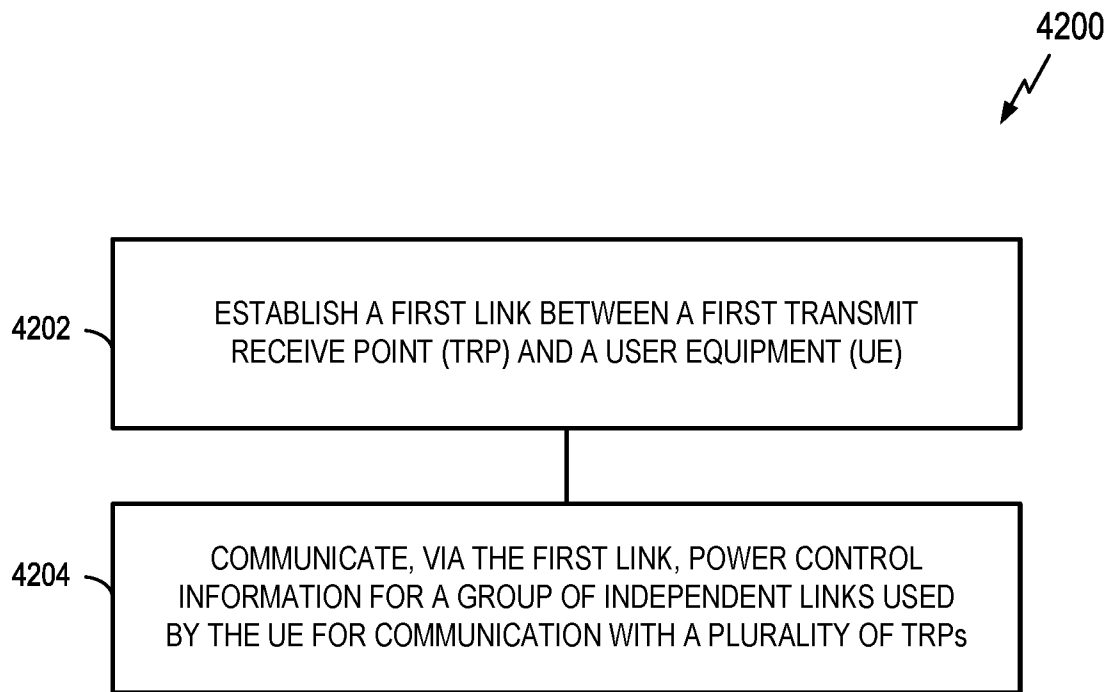 4200
4202
ESTABLISH A FIRST LINK BETWEEN A FIRST TRANSMIT
RECEIVE POINT (TRP) AND A USER EQUIPMENT (UE)
4204
COMMUNICATE, VIA THE FIRST LINK, POWER CONTROL
INFORMATION FOR A GROUP OF INDEPENDENT LINKS USED
BY THE UE FOR COMMUNICATION WITH A PLURALITY OF TRPs